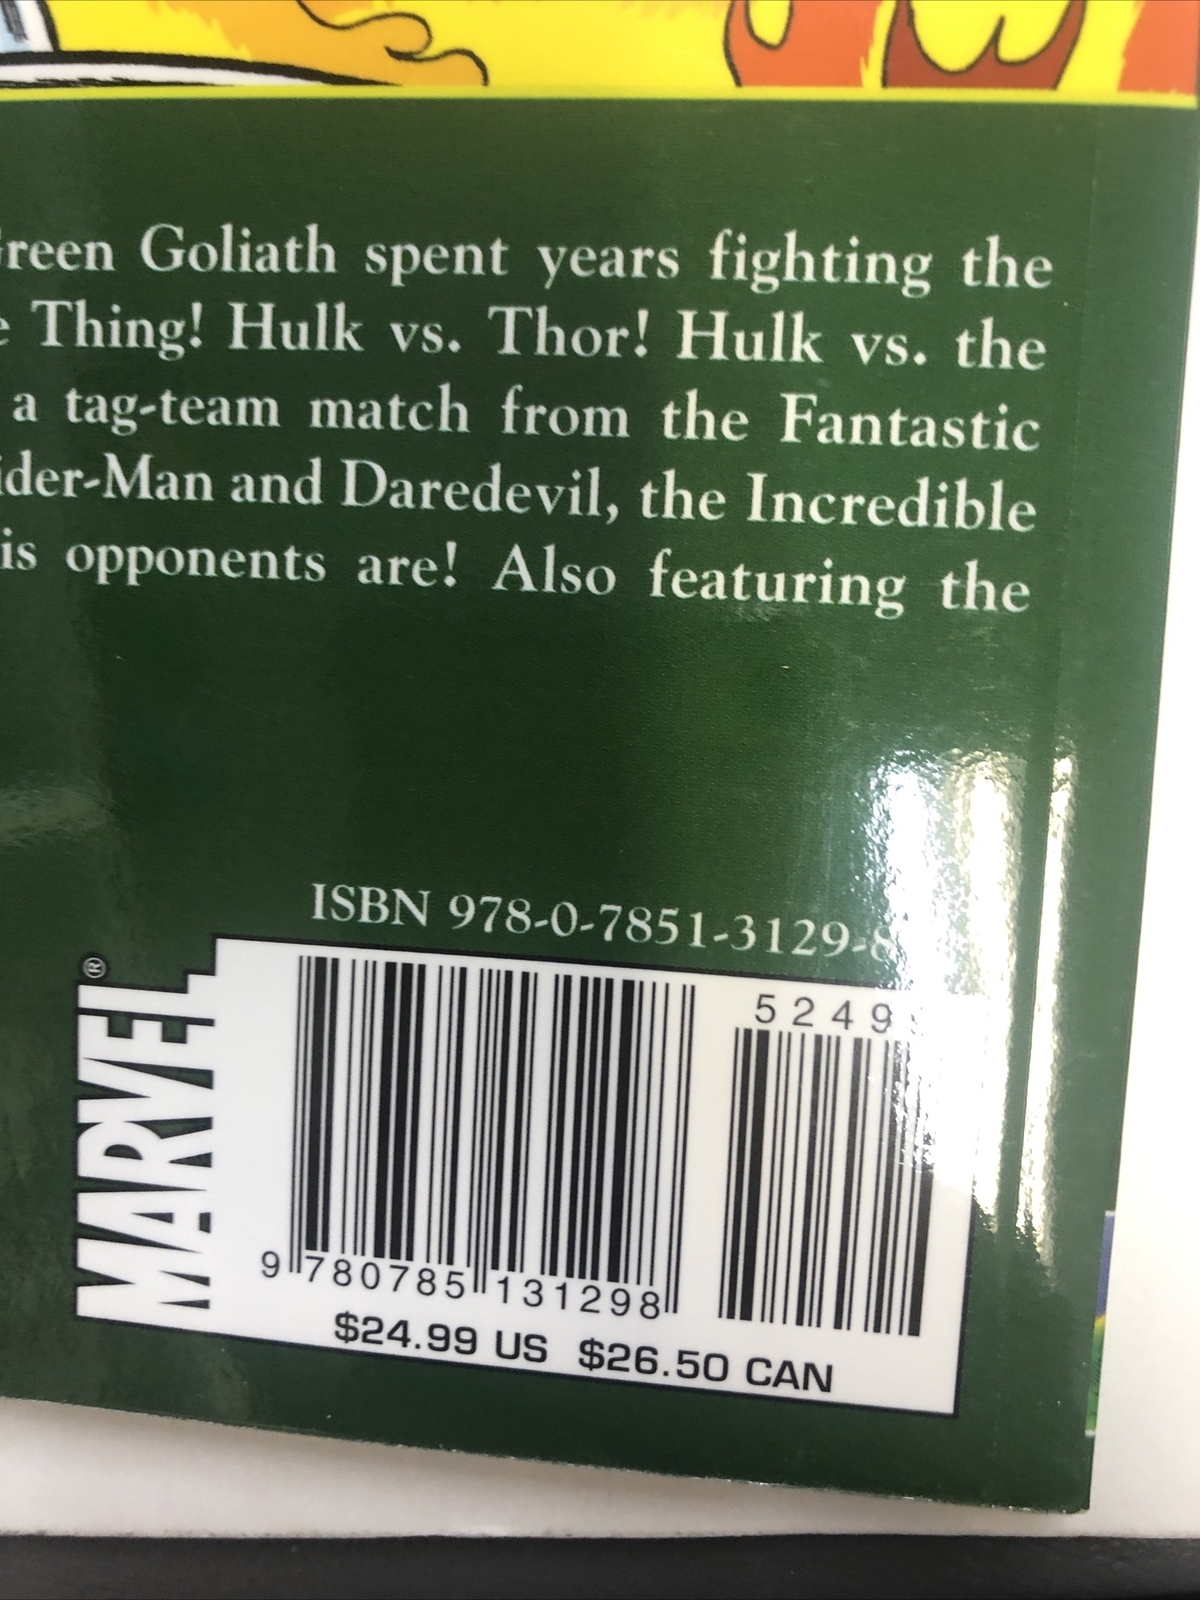 Green Goliath spent years fighting the
Thing! Hulk vs. Thor! Hulk vs. the
a tag-team match from the Fantastic
ider-Man and Daredevil, the Incredible
is opponents are! Also featuring the
ISBN 978-0-7851-3129-8
MARVEL®
5249
9 780785 131298
$24.99 US $26.50 CAN